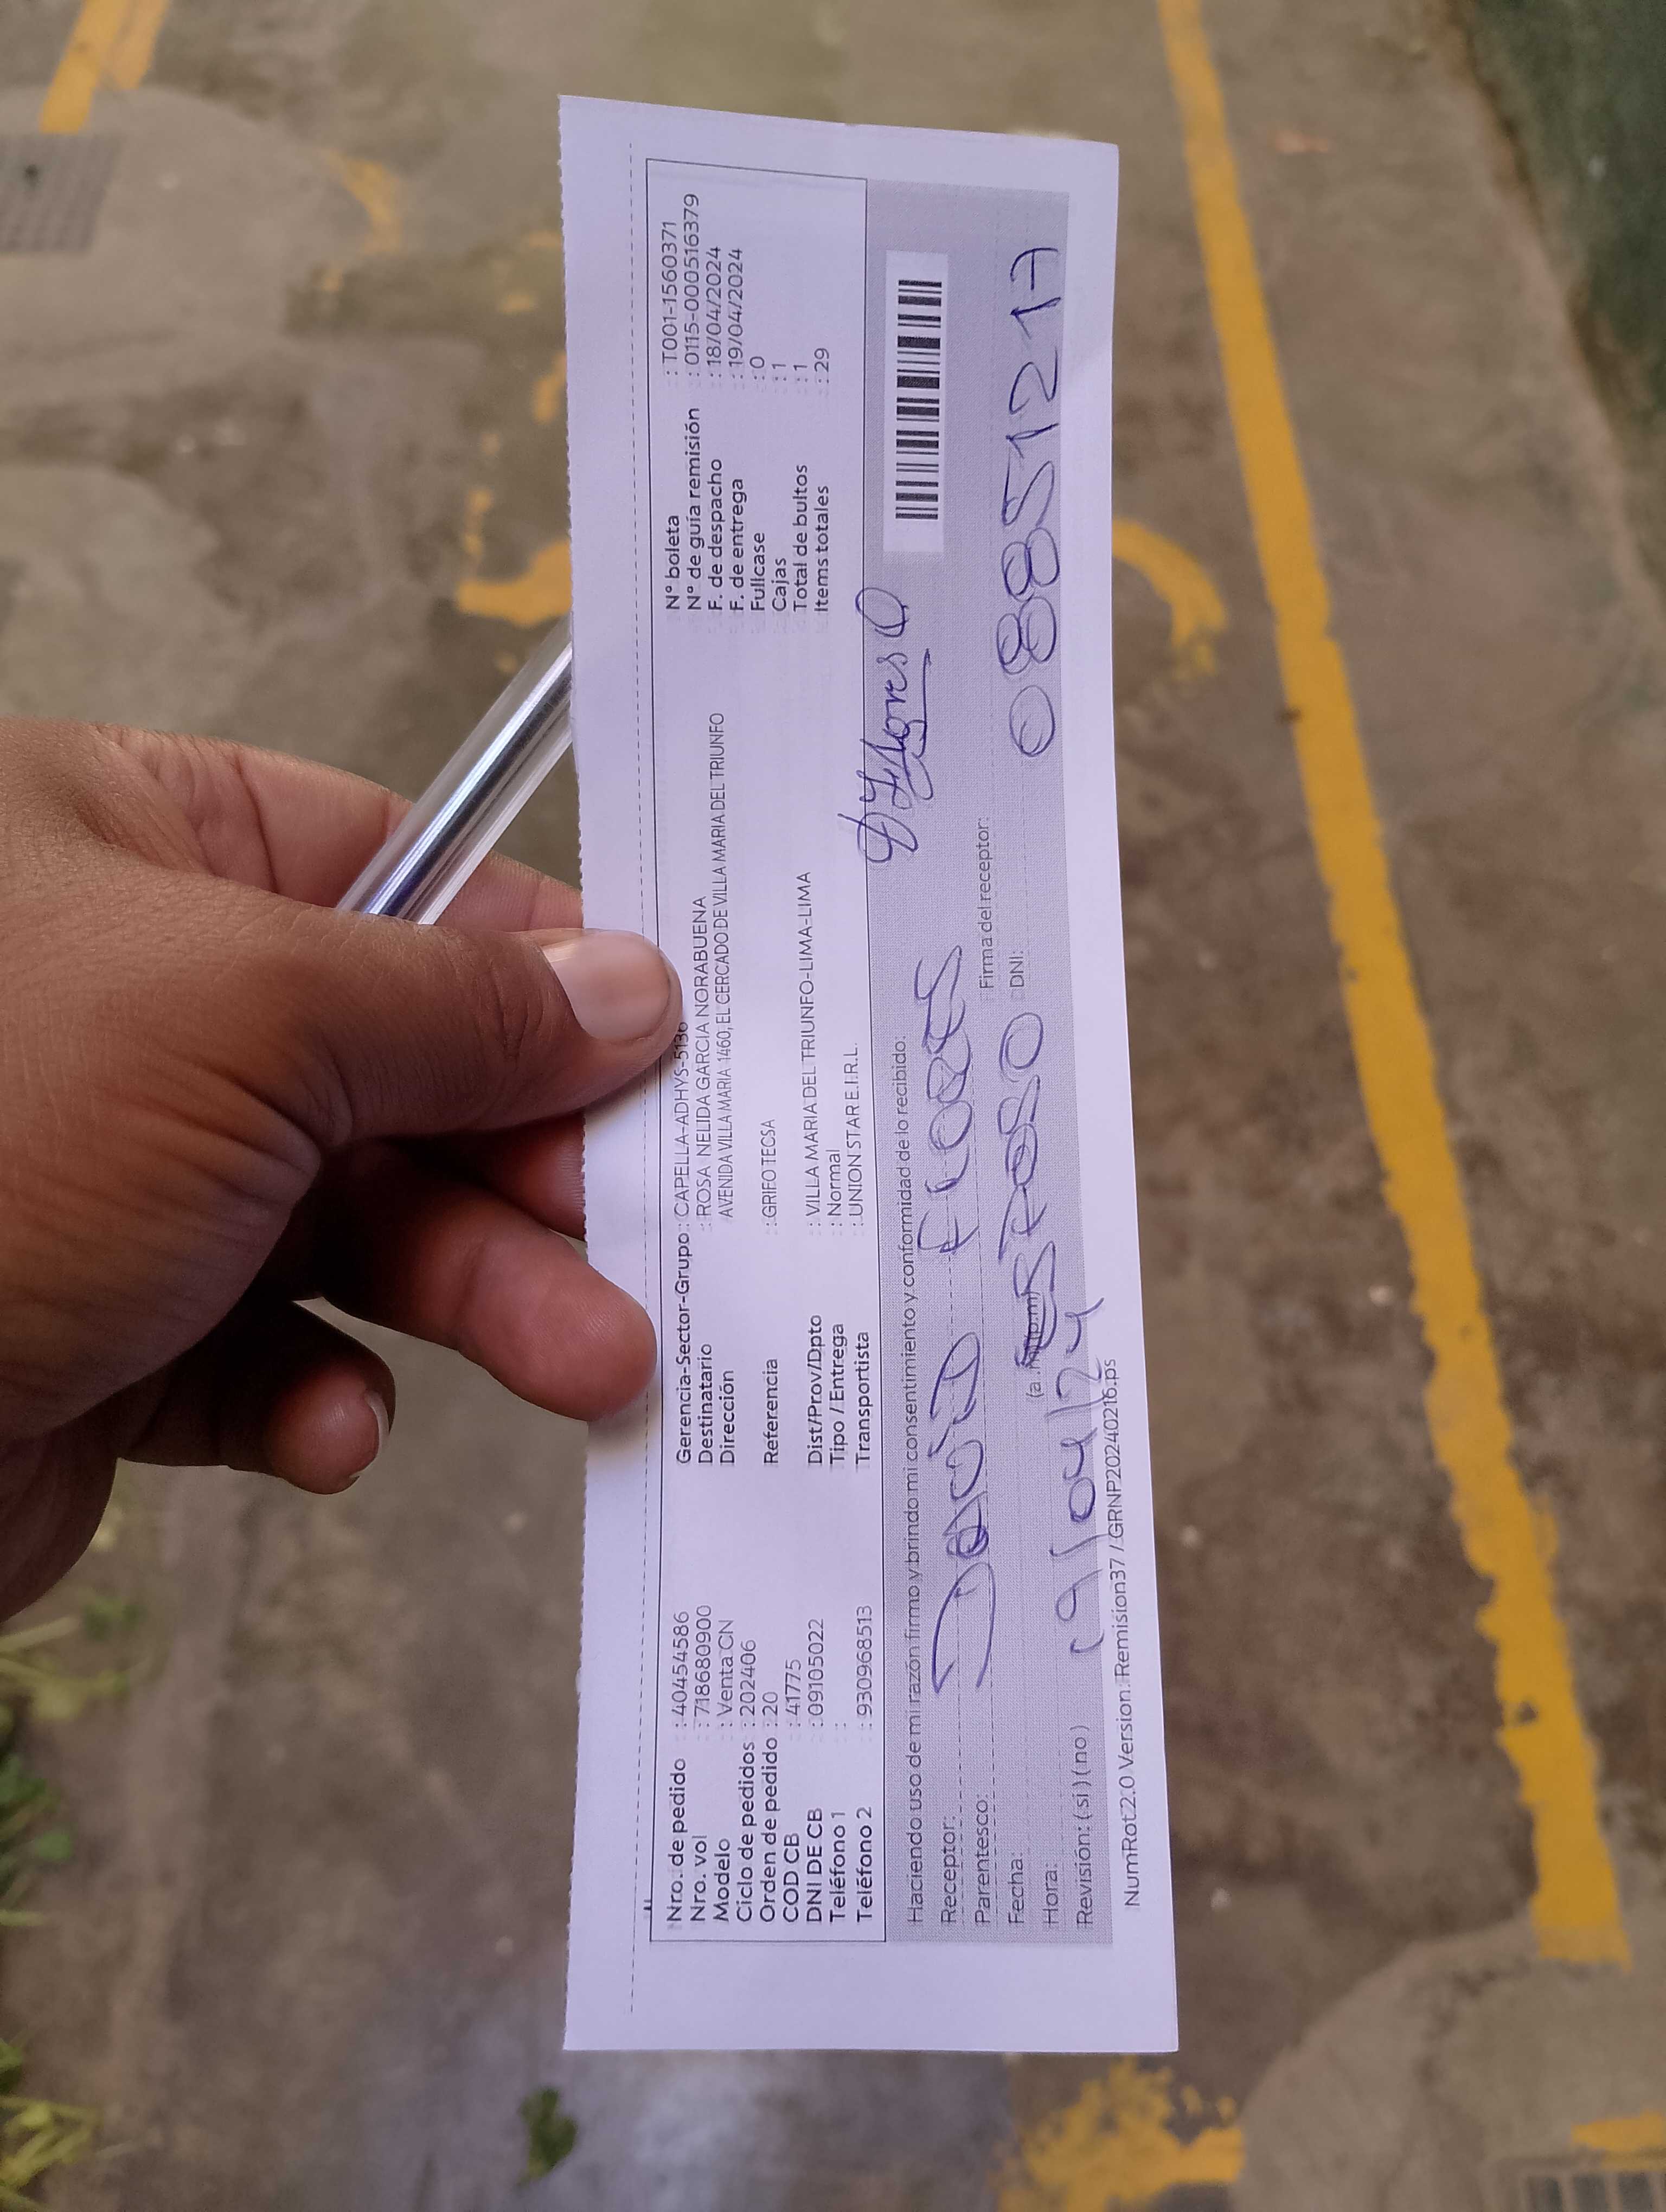 Nro. de pedido : 40454586
Nro. vol : 718680900
Modelo : Venta CN
Ciclo de pedidos : 202406
Orden de pedido : 20
COD CB : 41775
DNI DE CB : 09105022
Teléfono 1 :
Teléfono 2 : 930968513
Gerencia-Sector-Grupo : CAPELLA-ADHYS-5136
Destinatario : ROSA NELIDA GARCIA NORABUENA
Dirección AVENIDA VILLA MARIA 1460, EL CERCADO DE VILLA MARIA DEL TRIUNFO
Referencia : GRIFO TECSA
Dist/Prov/Dpto : VILLA MARIA DEL TRIUNFO-LIMA-LIMA
Tipo / Entrega : Normal
Transportista : UNION STAR E.I.R.L.
N° boleta : T001-1560371
N° de guía remisión : 0115-000516379
F. de despacho : 18/04/2024
F. de entrega : 19/04/2024
Fullcase : 0
Cajas : 1
Total de bultos : 1
Items totales : 29
Haciendo uso de mi razón firmo y brindo mi consentimiento y conformidad de lo recibido:
Receptor: David Flores
Parentesco: Esposo
Fecha: 19/04/24
Hora: (a.m/p.m)
Revisión: ( si ) ( no )
Firma del receptor: D Flores Q
DNI: 08851217
NumRot2.0 Version. Remision37 / GRNP20240216.ps